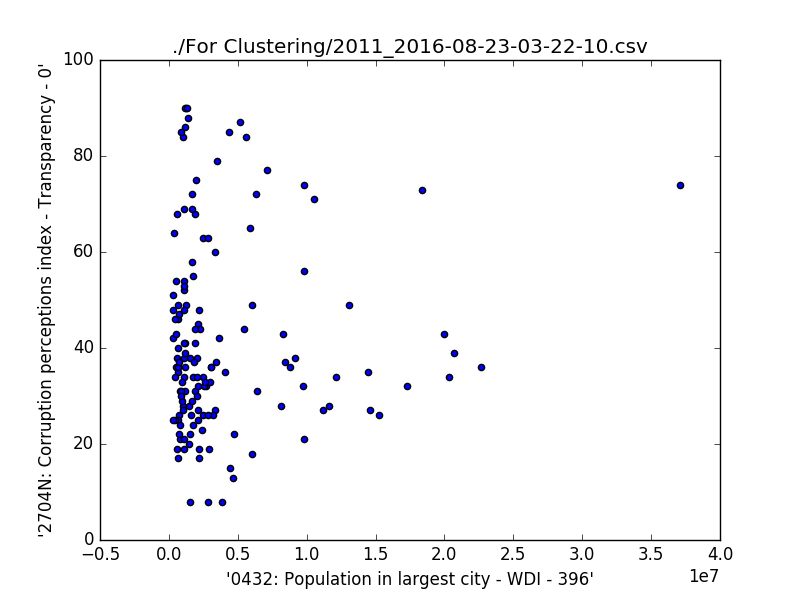 ./For Clustering/2011_2016-08-23-03-22-10.csv
100
80
60
40
20
0
'2704N: Corruption perceptions index - Transparency - 0'
−0.5 0.0 0.5 1.0 1.5 2.0 2.5 3.0 3.5 4.0
1e7
'0432: Population in largest city - WDI - 396'